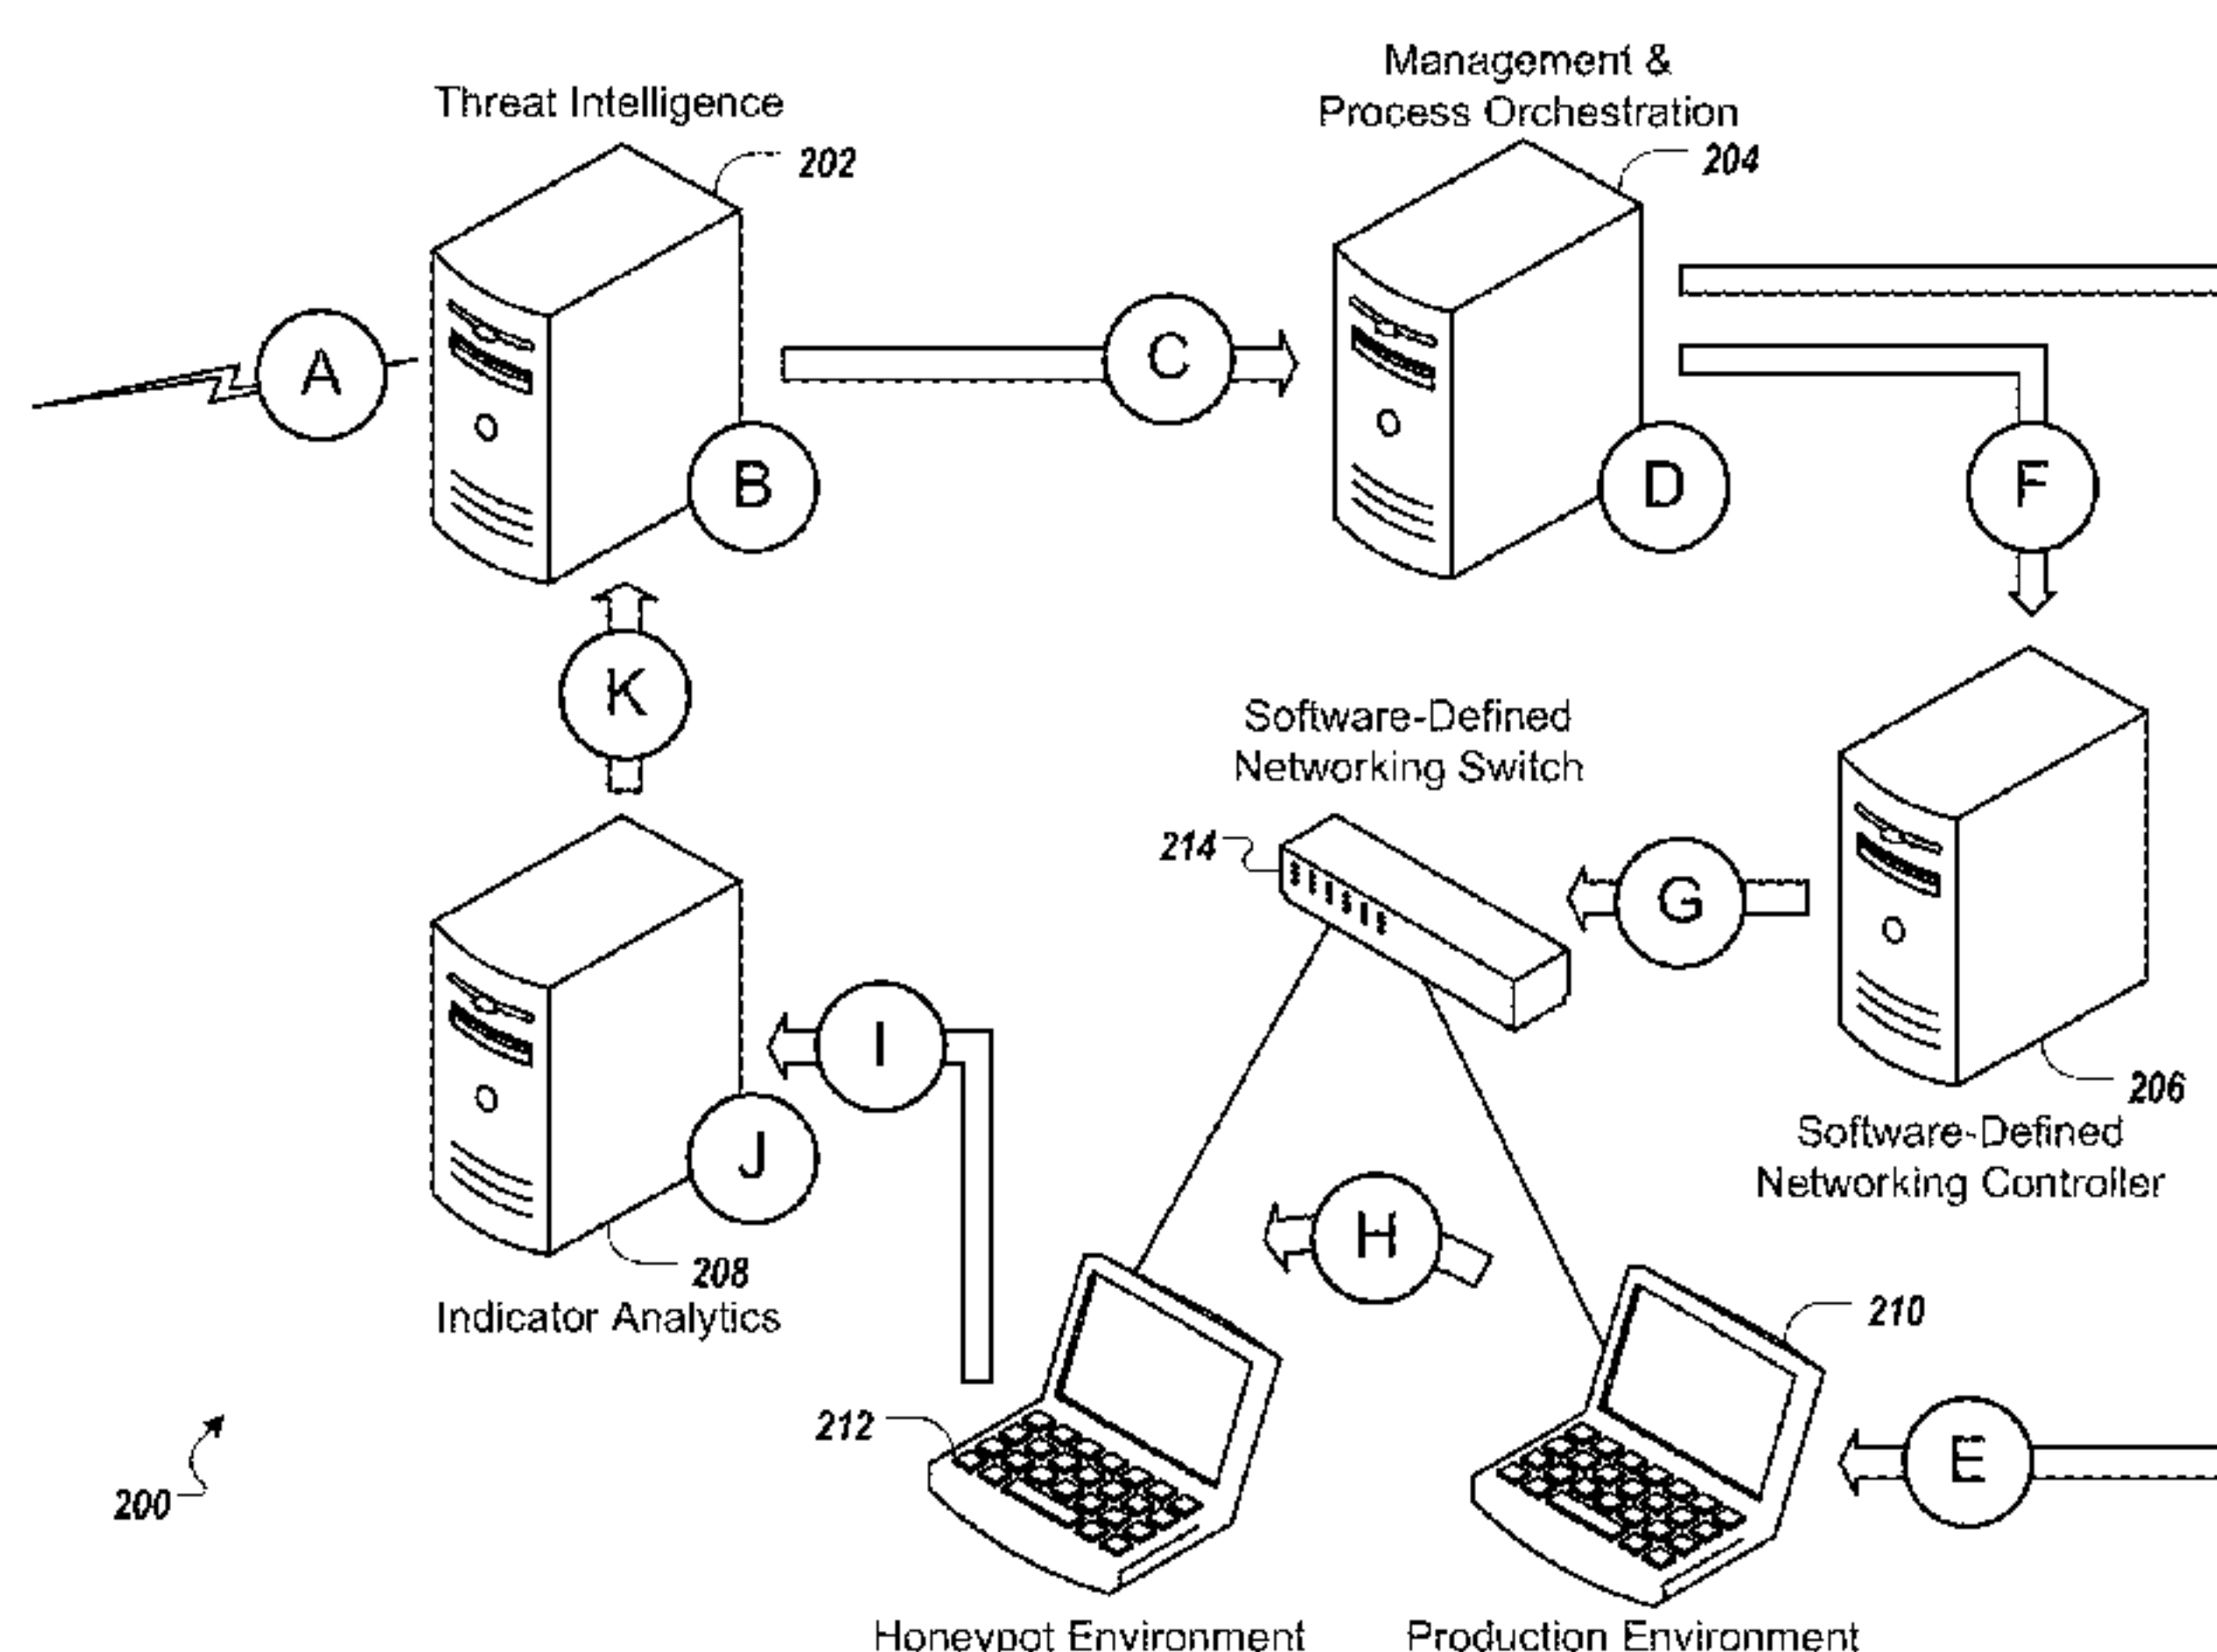 Threat Intelligence
202
Management &
Process Orchestration
204
A
B
C
D
F
K
Software-Defined
Networking Switch
214
G
206
Software-Defined
Networking Controller
I
J
208
Indicator Analytics
H
210
212
E
200
Honeypot Environment
Production Environment